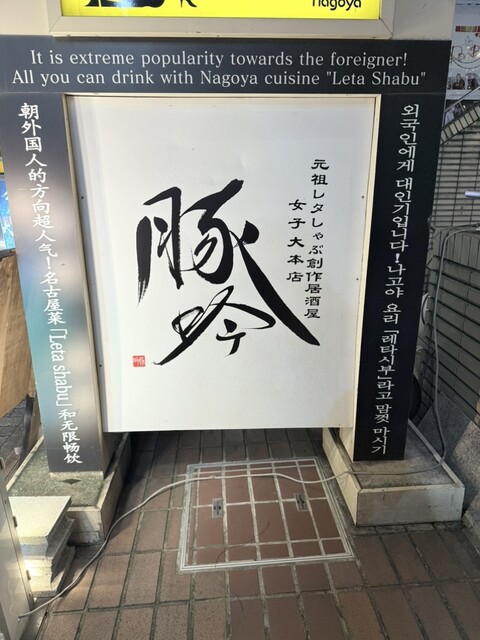 Nagoya
It is extreme popularity towards the foreigner!
All you can drink with Nagoya cuisine "Leta Shabu"
朝外国人的方向超人气!名古屋菜「Leta shabu」和无限畅饮
元祖レタしゃぶ創作居酒屋
女子大本店
豚吟
외국인에게 대인기입니다!나고야 요리「레타시부」라고 말껏 마시기